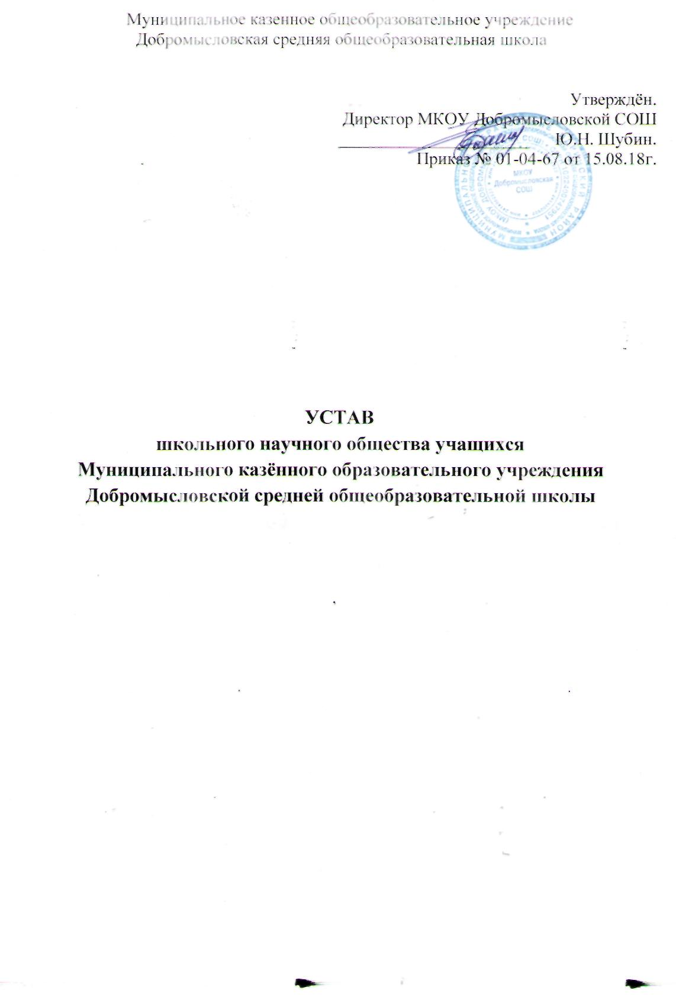 Муниципальное казенное общеобразовательное учреждение
Добромысловская средняя общеобразовательная школа
Утверждён.
Директор МКОУ Добромысловской СОШ
Ю.Н. Шубин.
Приказ № 01-04-67 от 15.08.18г.
МКОУ
Добромысловская
СОШ
УСТАВ
школьного научного общества учащихся
Муниципального казённого образовательного учреждения
Добромысловской средней общеобразовательной школы